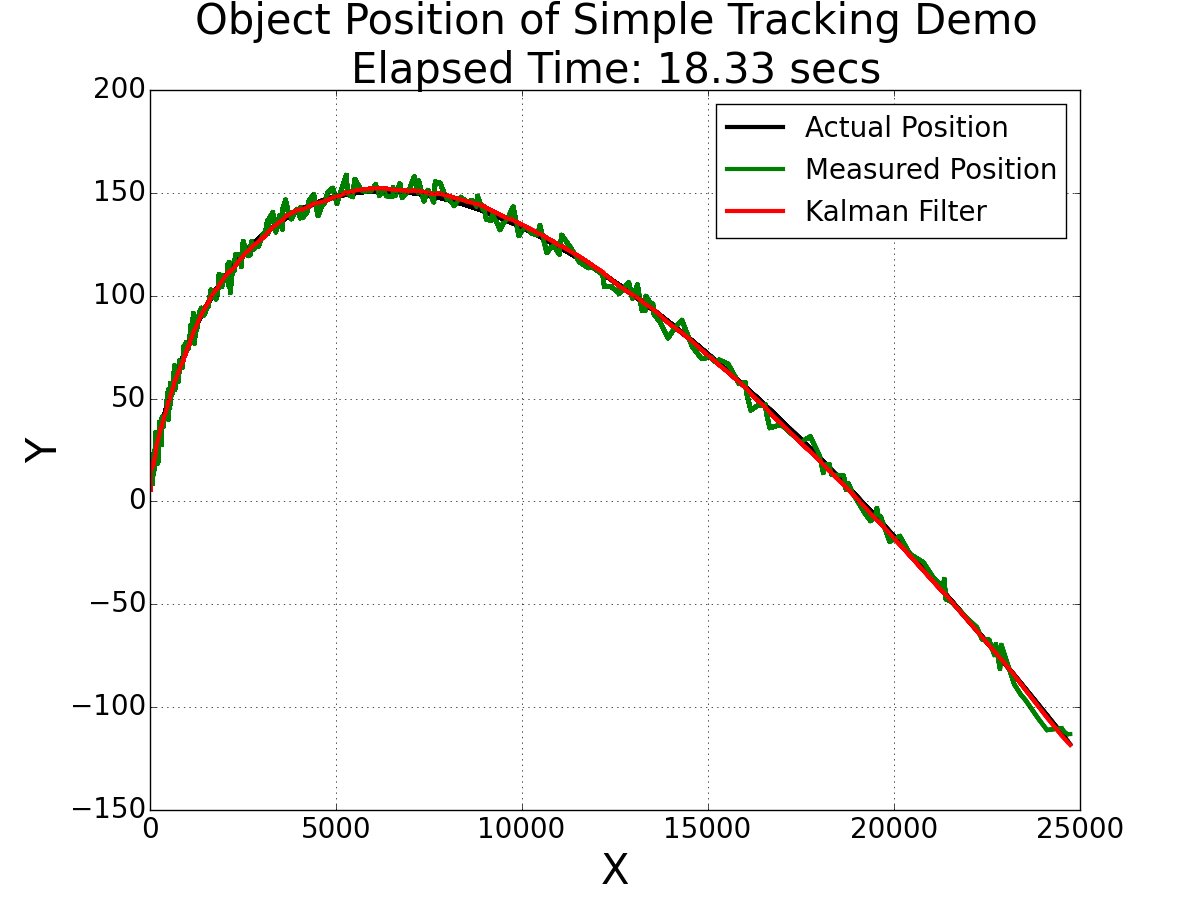 Object Position of Simple Tracking Demo
Elapsed Time: 18.33 secs
200
150
100
50
0
−50
−100
−150
Y
Actual Position
Measured Position
Kalman Filter
0 5000 10000 15000 20000 25000
X